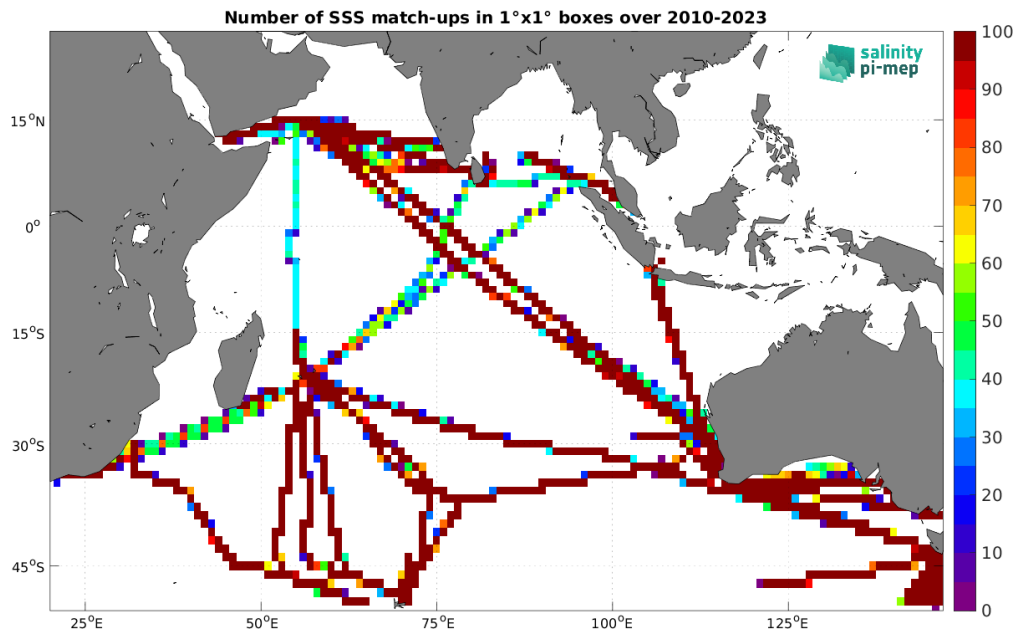 Number of SSS match-ups in 1°x1° boxes over 2010-2023
salinity
pi-mep
15°N
0°
15°S
30°S
45°S
25°E
50°E
75°E
100°E
125°E
100
90
80
70
60
50
40
30
20
10
0